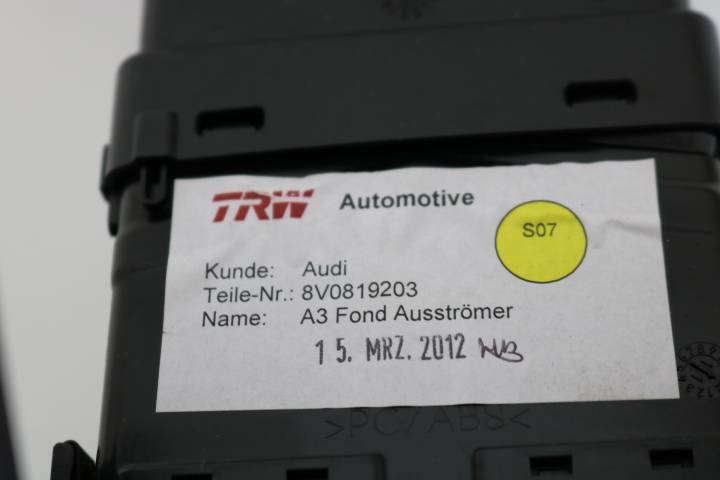 TRW Automotive
S07
Kunde: Audi
Teile-Nr.: 8V0819203
Name: A3 Fond Ausströmer
15. MRZ. 2012
>PC/ABS<